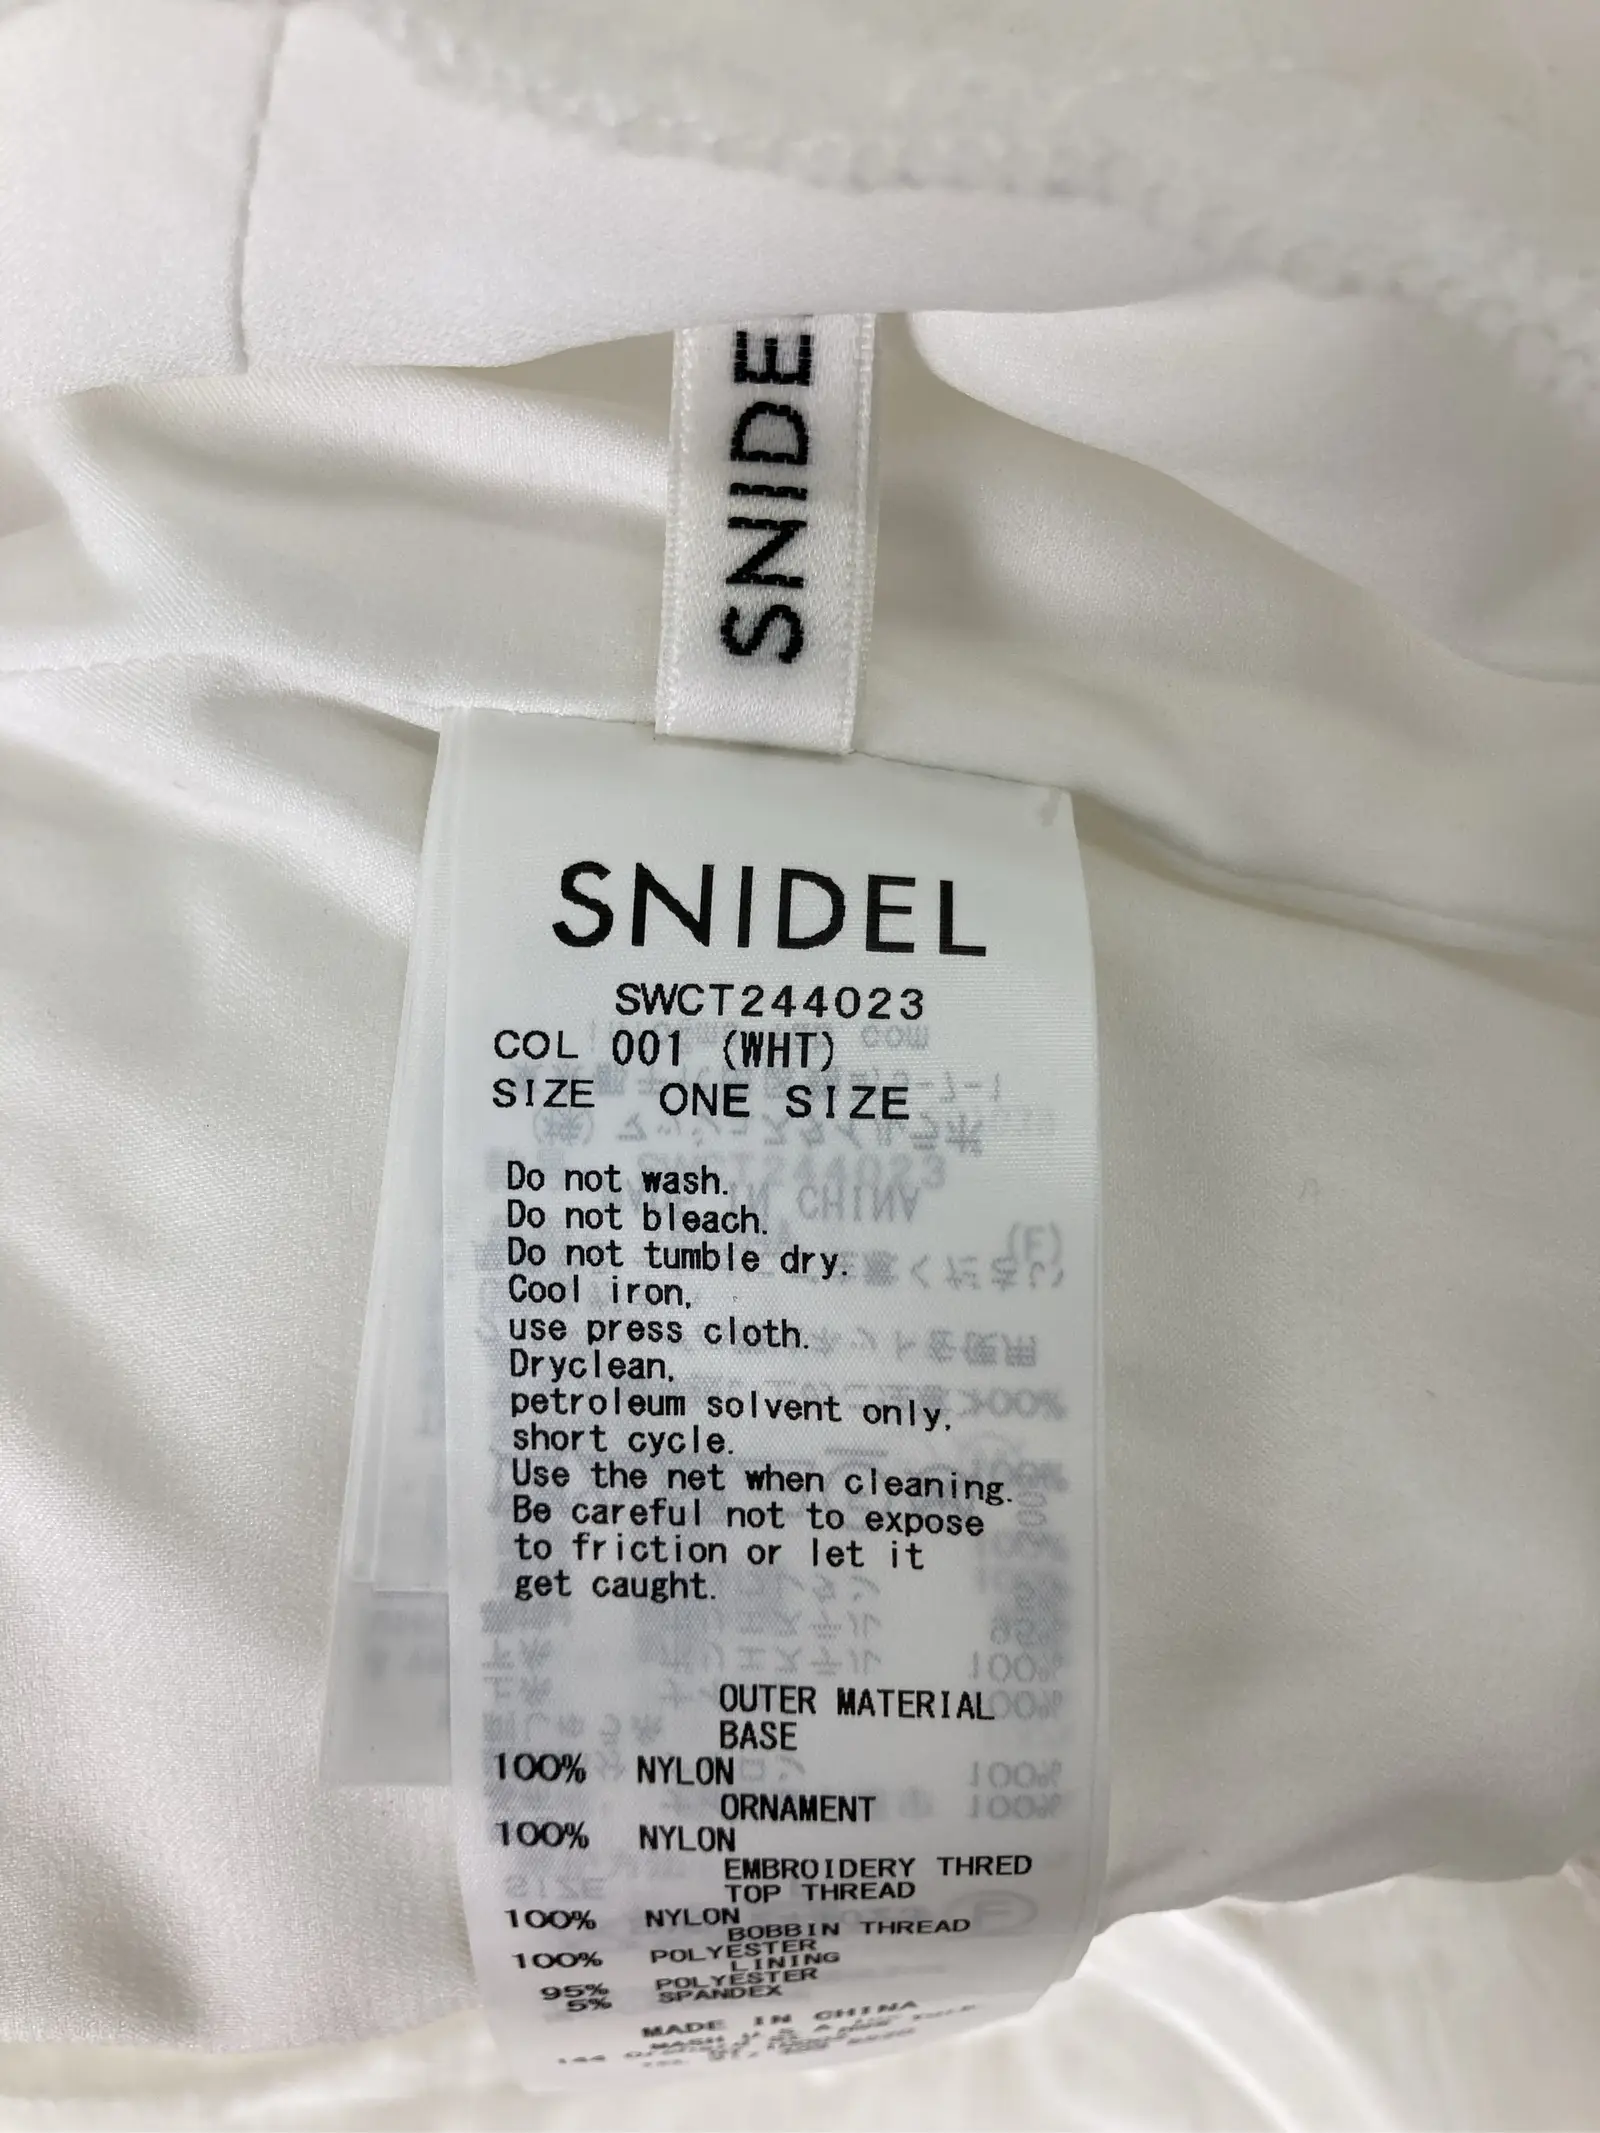 SNIDE
SNIDEL
SWCT244023
COL 001 (WHT)
SIZE ONE SIZE
Do not wash.
Do not bleach.
Do not tumble dry.
Cool iron,
use press cloth.
Dryclean,
petroleum solvent only,
short cycle.
Use the net when cleaning.
Be careful not to expose
to friction or let it
get caught.
OUTER MATERIAL
BASE
100% NYLON
ORNAMENT
100% NYLON
EMBROIDERY THRED
TOP THREAD
100% NYLON
BOBBIN THREAD
100% POLYESTER
LINING
95% POLYESTER
5% SPANDEX
MADE IN CHINA